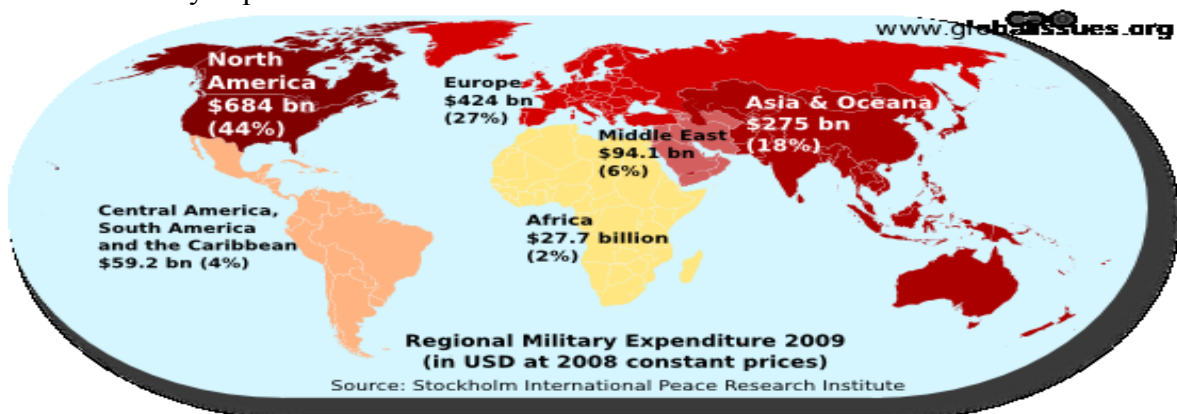 www.globalissues.org
North
America
$684 bn
(44%)
Europe
$424 bn
(27%)
Asia & Oceana
$275 bn
(18%)
Middle East
$94.1 bn
(6%)
Central America,
South America
and the Caribbean
$59.2 bn (4%)
Africa
$27.7 billion
(2%)
Regional Military Expenditure 2009
(in USD at 2008 constant prices)
Source: Stockholm International Peace Research Institute